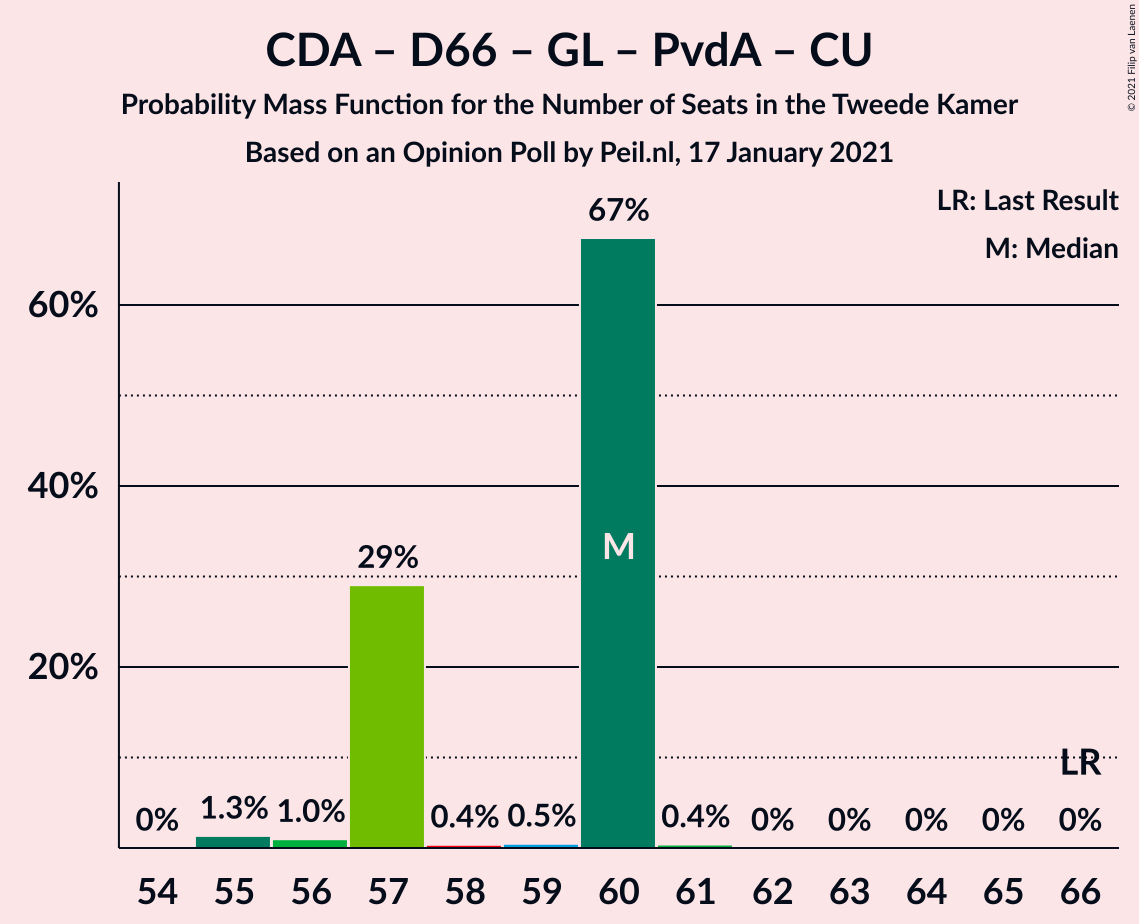 CDA – D66 – GL – PvdA – CU
Probability Mass Function for the Number of Seats in the Tweede Kamer
Based on an Opinion Poll by Peil.nl, 17 January 2021
© 2021 Filip van Laenen
LR: Last Result
M: Median
60%
40%
20%
0%
1.3%
1.0%
29%
0.4%
0.5%
67%
M
0.4%
0%
0%
0%
0%
LR
0%
54 55 56 57 58 59 60 61 62 63 64 65 66